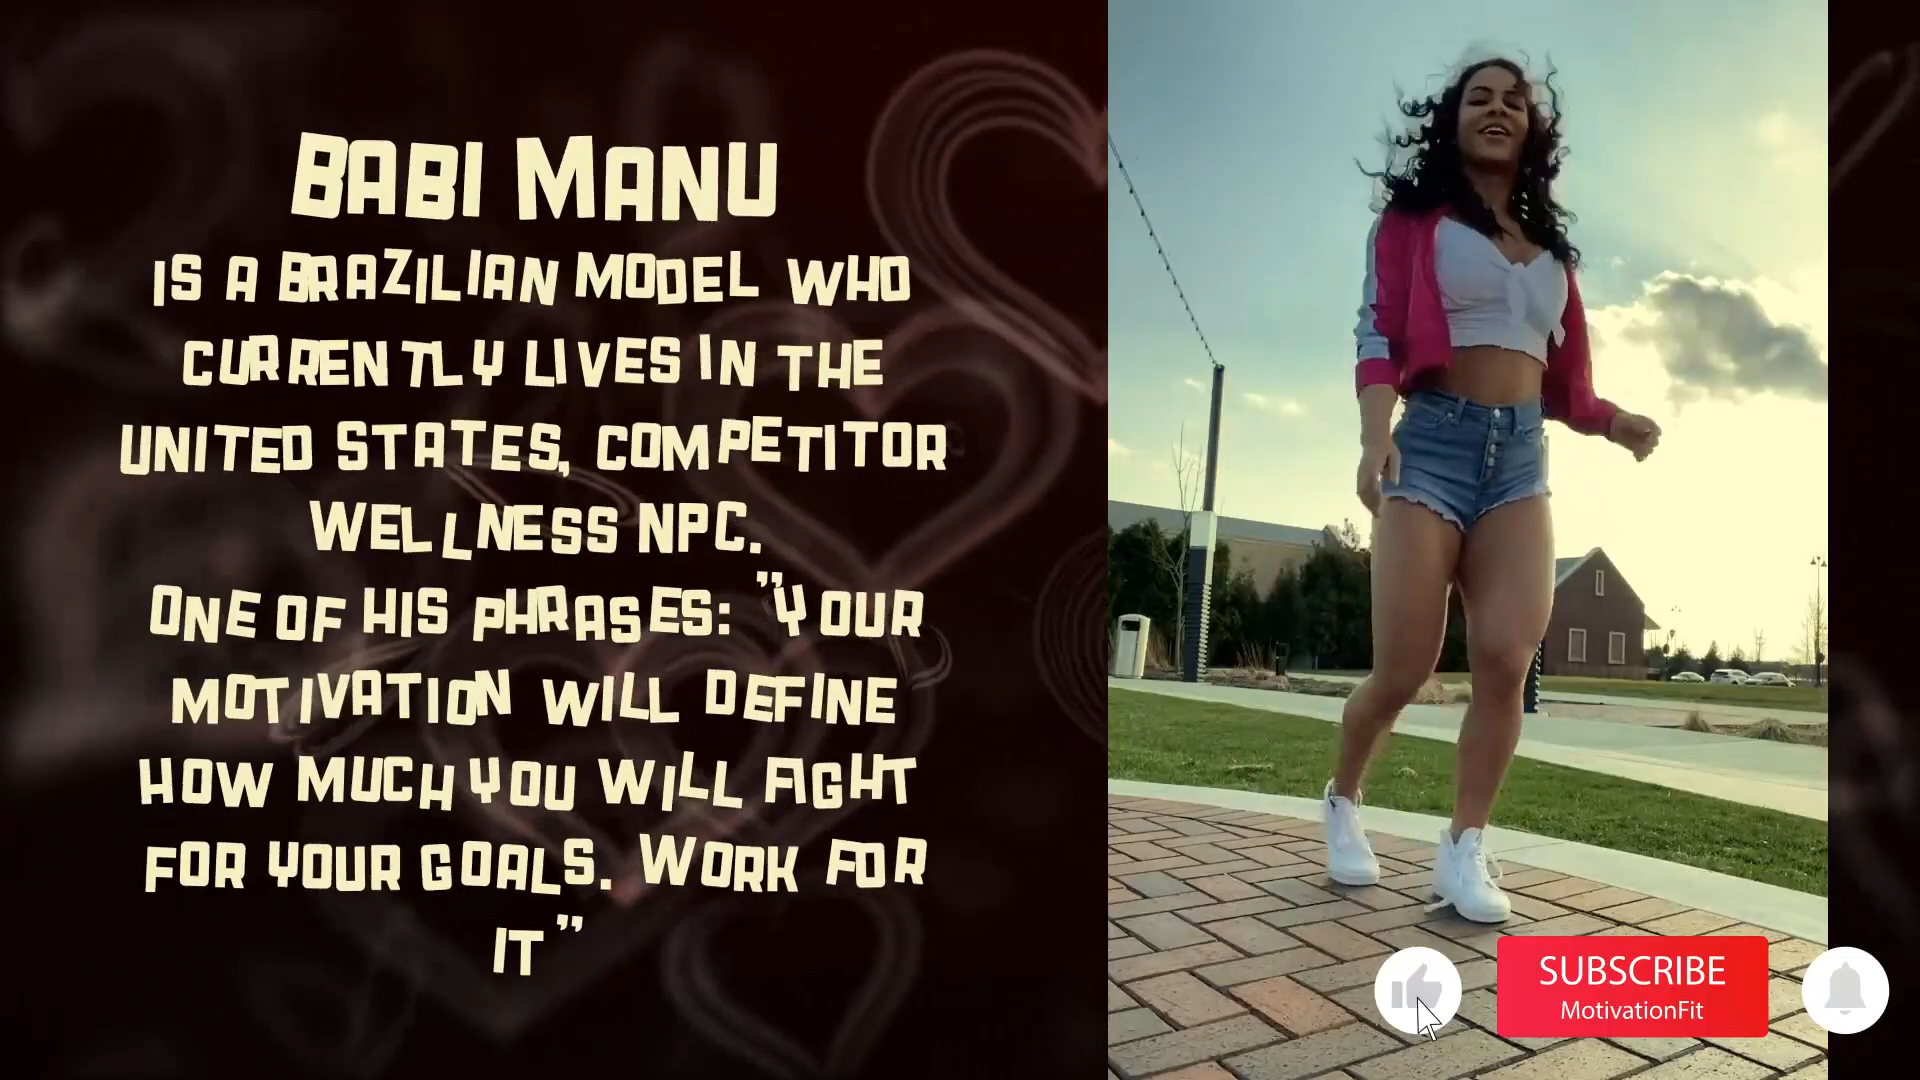 BABI MANU
IS A BRAZILIAN MODEL WHO
CURRENTLY LIVES IN THE
UNITED STATES, COMPETITOR
WELLNESS NPC.
ONE OF HIS PHRASES: "YOUR
MOTIVATION WILL DEFINE
HOW MUCH YOU WILL FIGHT
FOR YOUR GOALS. WORK FOR
IT"
SUBSCRIBE
MotivationFit